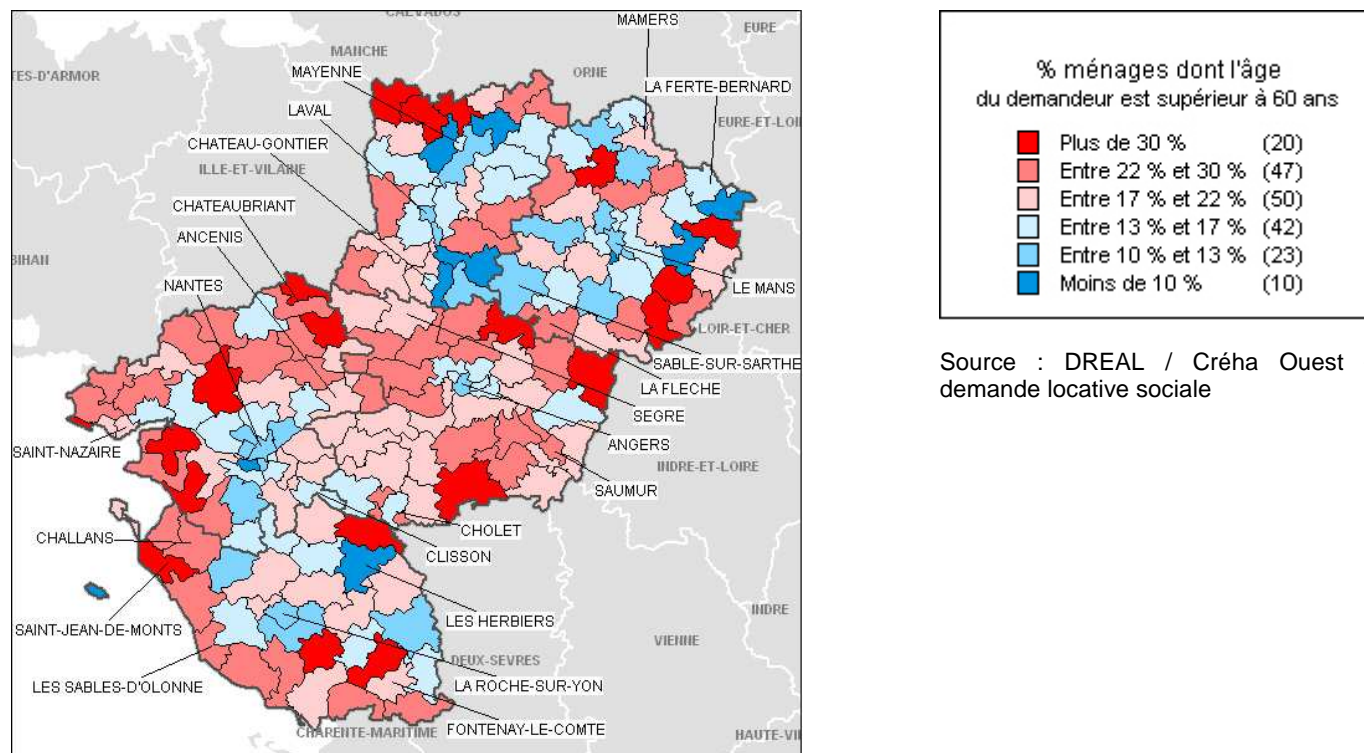 CALVADOS
MAMERS
EURE
MANCHE
TES-D'ARMOR
MAYENNE
ORNE
LA FERTE-BERNARD
LAVAL
EURE-ET-LOI
CHATEAU-GONTIER
ILLE-ET-VILAINE
CHATEAUBRIANT
ANCENIS
BIHAN
NANTES
LE MANS
LOIR-ET-CHER
SABLE-SUR-SARTHE
LA FLECHE
SEGRE
ANGERS
SAINT-NAZAIRE
INDRE-ET-LOIRE
SAUMUR
CHOLET
CHALLANS
CLISSON
INDRE
LES HERBIERS
SAINT-JEAN-DE-MONTS
VIENNE
DEUX-SEVRES
LES SABLES-D'OLONNE
LA ROCHE-SUR-YON
FONTENAY-LE-COMTE
CHARENTE-MARITIME
HAUTE-VI
% ménages dont l'âge
du demandeur est supérieur à 60 ans
Plus de 30 % (20)
Entre 22 % et 30 % (47)
Entre 17 % et 22 % (50)
Entre 13 % et 17 % (42)
Entre 10 % et 13 % (23)
Moins de 10 % (10)
Source : DREAL / Créha Ouest
demande locative sociale